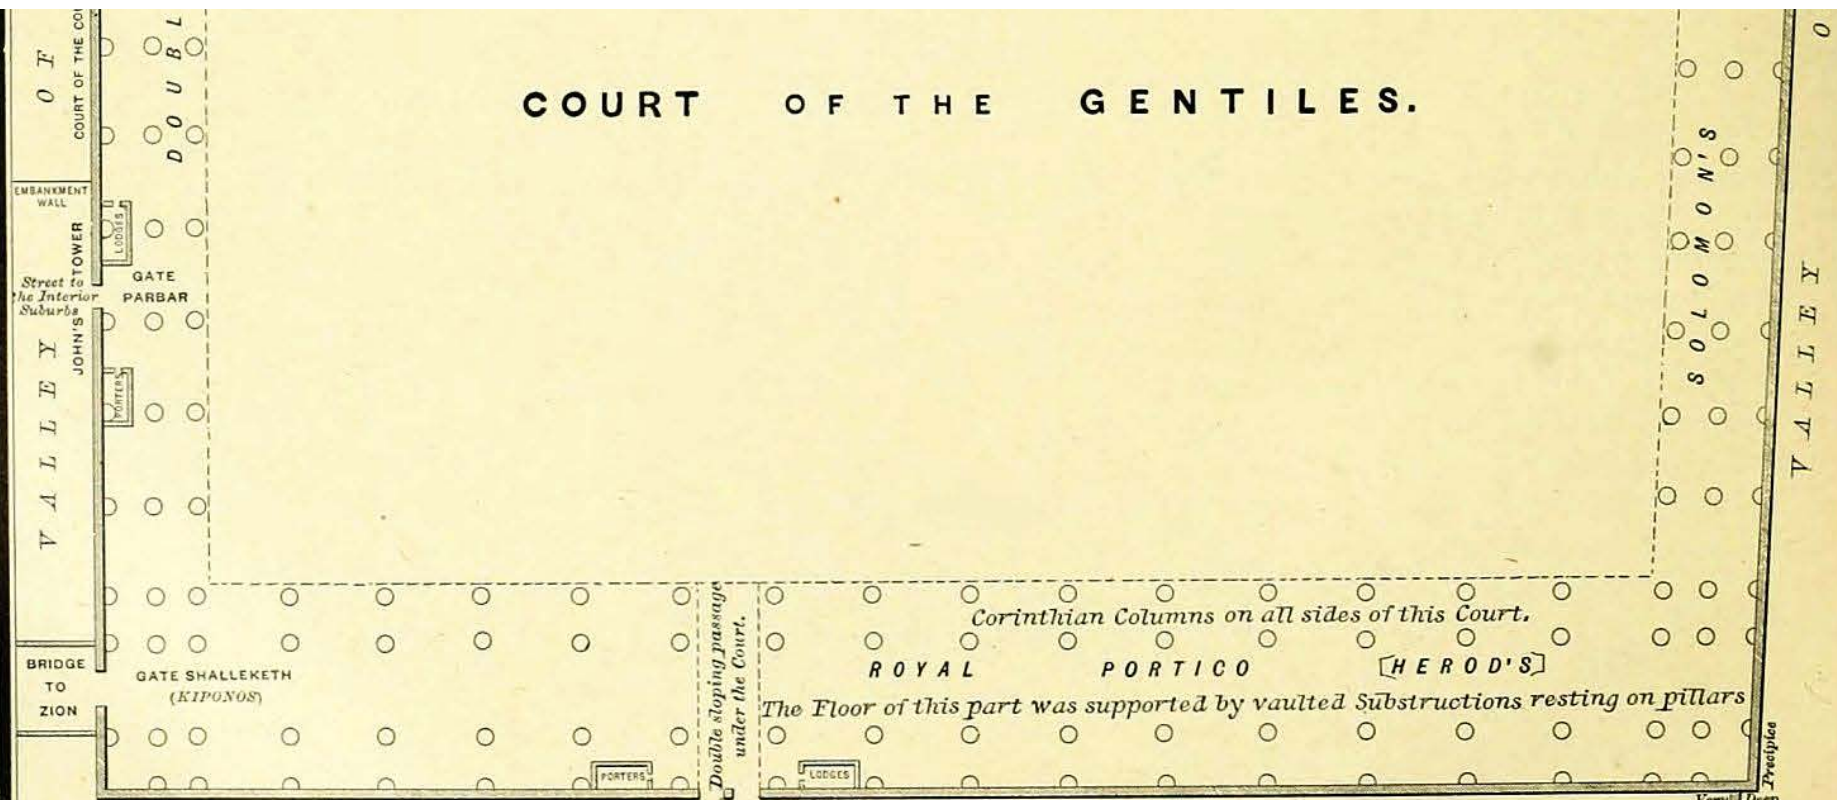 OF
COURT OF THE COU
DOUBL
COURT OF THE GENTILES.
SOLOMON'S
O
VALLEY
EMBANKMENT
WALL
LODGES
JOHN'S TOWER
Street to
the Interior
Suburbs
GATE
PARBAR
PORTERS
VALLEY
Corinthian Columns on all sides of this Court.
BRIDGE
TO
ZION
GATE SHALLEKETH
(KIPONOS)
Double sloping passage
under the Court.
ROYAL PORTICO [HEROD'S]
The Floor of this part was supported by vaulted Substructions resting on pillars
PORTERS
LODGES
Precipice